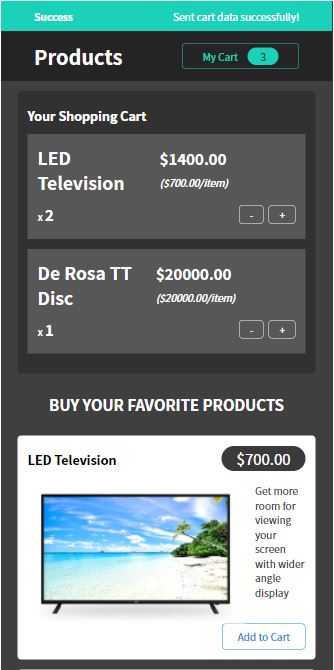 Success Sent cart data successfully!
Products My Cart 3
Your Shopping Cart
LED $1400.00
Television ($700.00/item)
x 2 - +
De Rosa TT $20000.00
Disc ($20000.00/item)
x 1 - +
BUY YOUR FAVORITE PRODUCTS
LED Television $700.00
Get more
room for
viewing
your
screen
with wider
angle
display
Add to Cart